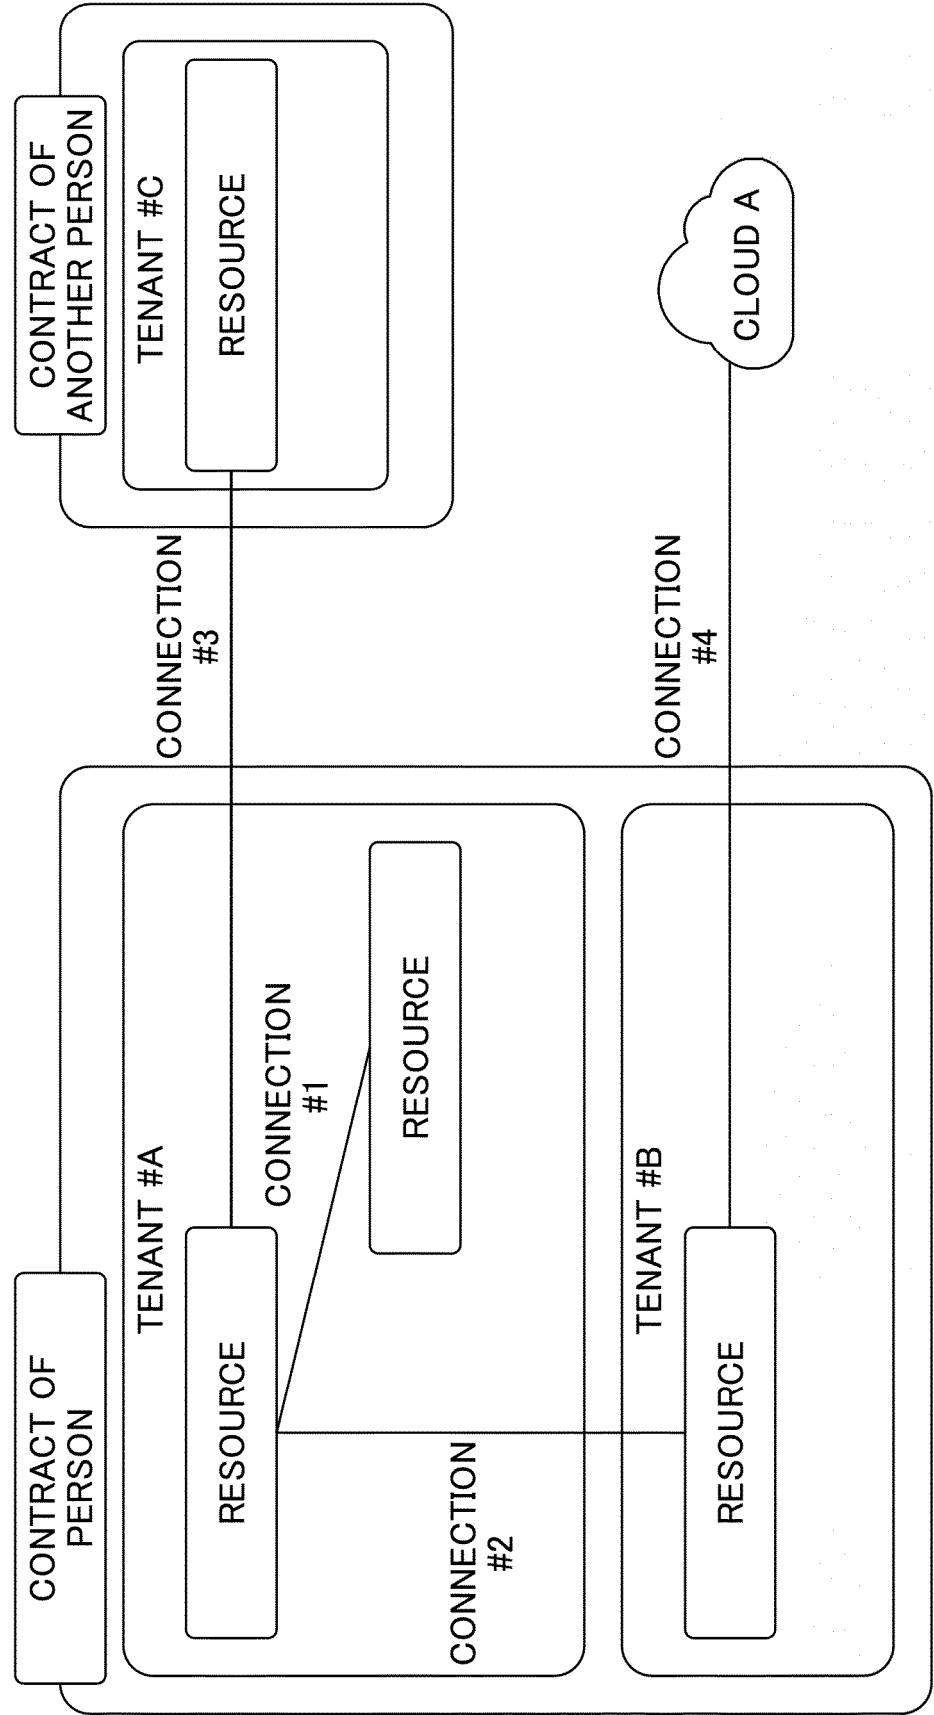 CONTRACT OF
PERSON
TENANT #A
RESOURCE
CONNECTION
#1
RESOURCE
CONNECTION
#2
TENANT #B
RESOURCE
CONNECTION
#3
CONNECTION
#4
CONTRACT OF
ANOTHER PERSON
TENANT #C
RESOURCE
CLOUD A